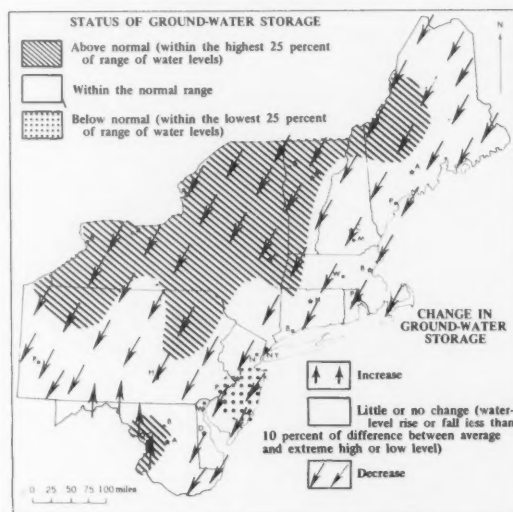 STATUS OF GROUND-WATER STORAGE
Above normal (within the highest 25 percent
of range of water levels)
Within the normal range
Below normal (within the lowest 25 percent
of range of water levels)
N
CHANGE IN
GROUND-WATER
STORAGE
Increase
Little or no change (water-
level rise or fall less than
10 percent of difference between average
and extreme high or low level)
Decrease
0 25 50 75 100 miles